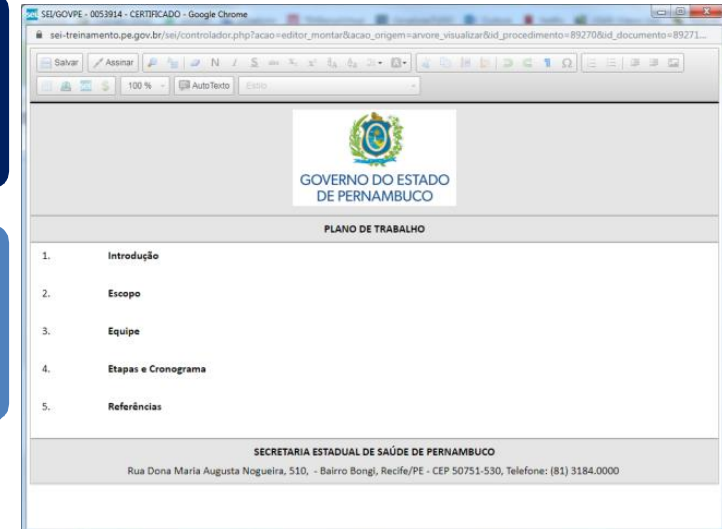 SEI/GOVPE - 0053914 - CERTIFICADO - Google Chrome
sei-treinamento.pe.gov.br/sei/controlador.php?acao=editor_montar&acao_origem=arvore_visualizar&id_procedimento=89270&id_documento=89271...
Salvar Assinar N I S
100 % AutoTexto Estilo
GOVERNO DO ESTADO
DE PERNAMBUCO
PLANO DE TRABALHO
1. Introdução
2. Escopo
3. Equipe
4. Etapas e Cronograma
5. Referências
SECRETARIA ESTADUAL DE SAÚDE DE PERNAMBUCO
Rua Dona Maria Augusta Nogueira, 510, - Bairro Bongi, Recife/PE - CEP 50751-530, Telefone: (81) 3184.0000